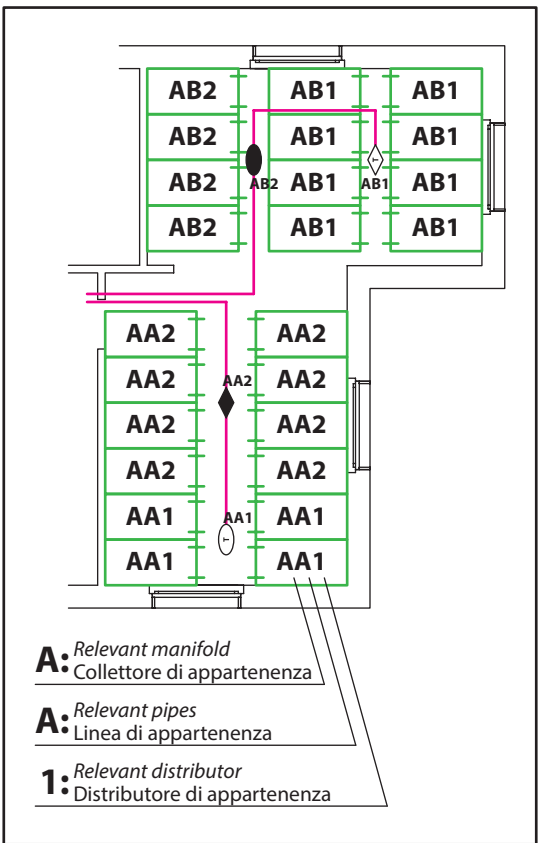 AB2 AB1 AB1
AB2 AB1 AB1
T
AB2 AB1 AB1
AB2 AB1
AB2 AB1 AB1
AA2 AA2
AA2 AA2
AA2
AA2 AA2
AA2 AA2
AA1 AA1
AA1
T
AA1 AA1
A: Relevant manifold
Collettore di appartenenza
A: Relevant pipes
Linea di appartenenza
1: Relevant distributor
Distributore di appartenenza